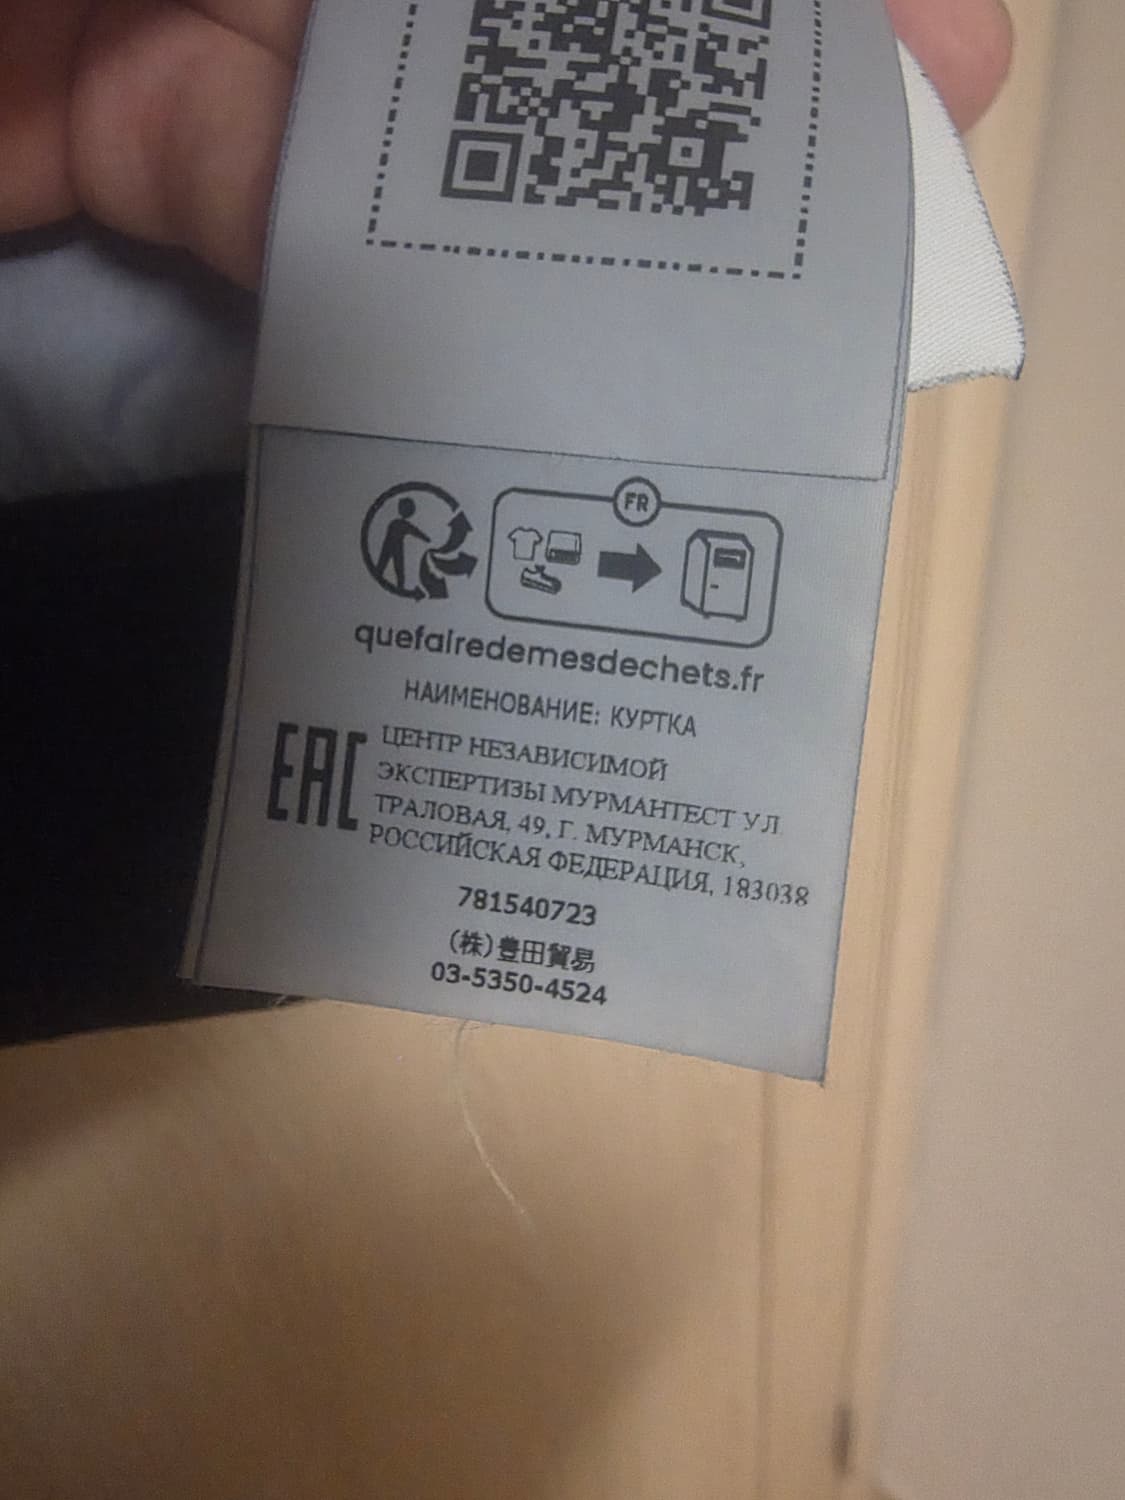 FR
quefairedemesdechets.fr
НАИМЕНОВАНИЕ: КУРТКА
EAC
ЦЕНТР НЕЗАВИСИМОЙ
ЭКСПЕРТИЗЫ МУРМАНТЕСТ УЛ.
ТРАЛОВАЯ, 49, Г. МУРМАНСК,
РОССИЙСКАЯ ФЕДЕРАЦИЯ, 183038
781540723
(株)豊田貿易
03-5350-4524